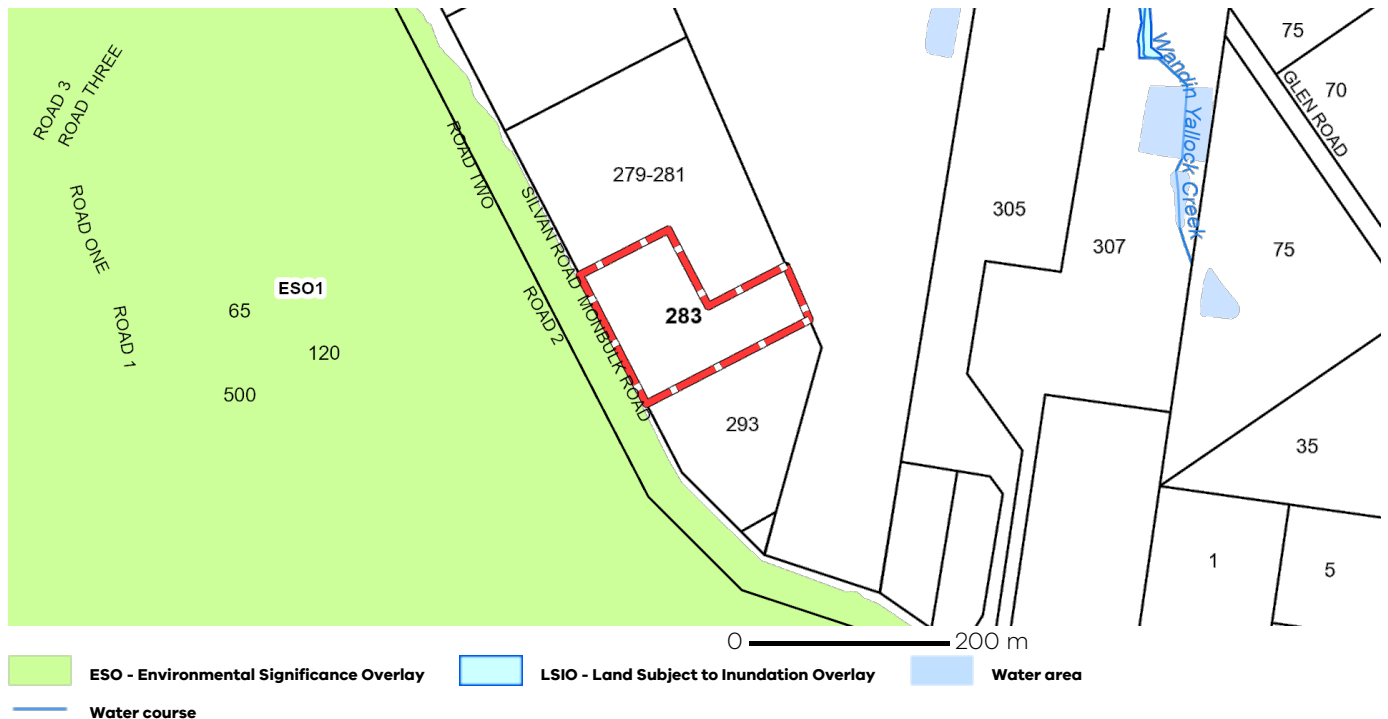 75
70
GLEN ROAD
Wandin Yallock Creek
ROAD 3
ROAD THREE
ROAD TWO
279-281
SILVAN ROAD MONBULK ROAD
305
307
75
ROAD ONE
ESO1
65
ROAD 1
120
ROAD 2
283
500
293
35
1
5
0 200 m
ESO - Environmental Significance Overlay
LSIO - Land Subject to Inundation Overlay
Water area
Water course